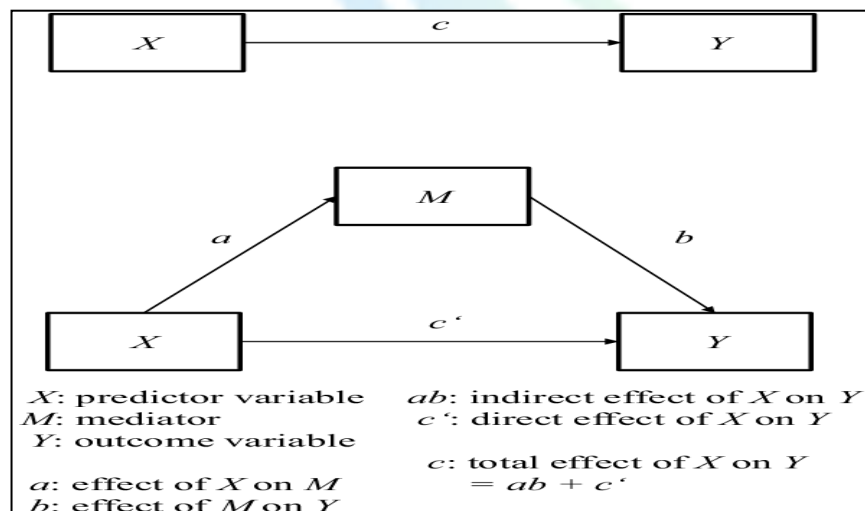 X
c
Y
M
a
b
X
c‘
Y
X: predictor variable
M: mediator
Y: outcome variable
a: effect of X on M
b: effect of M on Y
ab: indirect effect of X on Y
c‘: direct effect of X on Y
c: total effect of X on Y
= ab + c‘